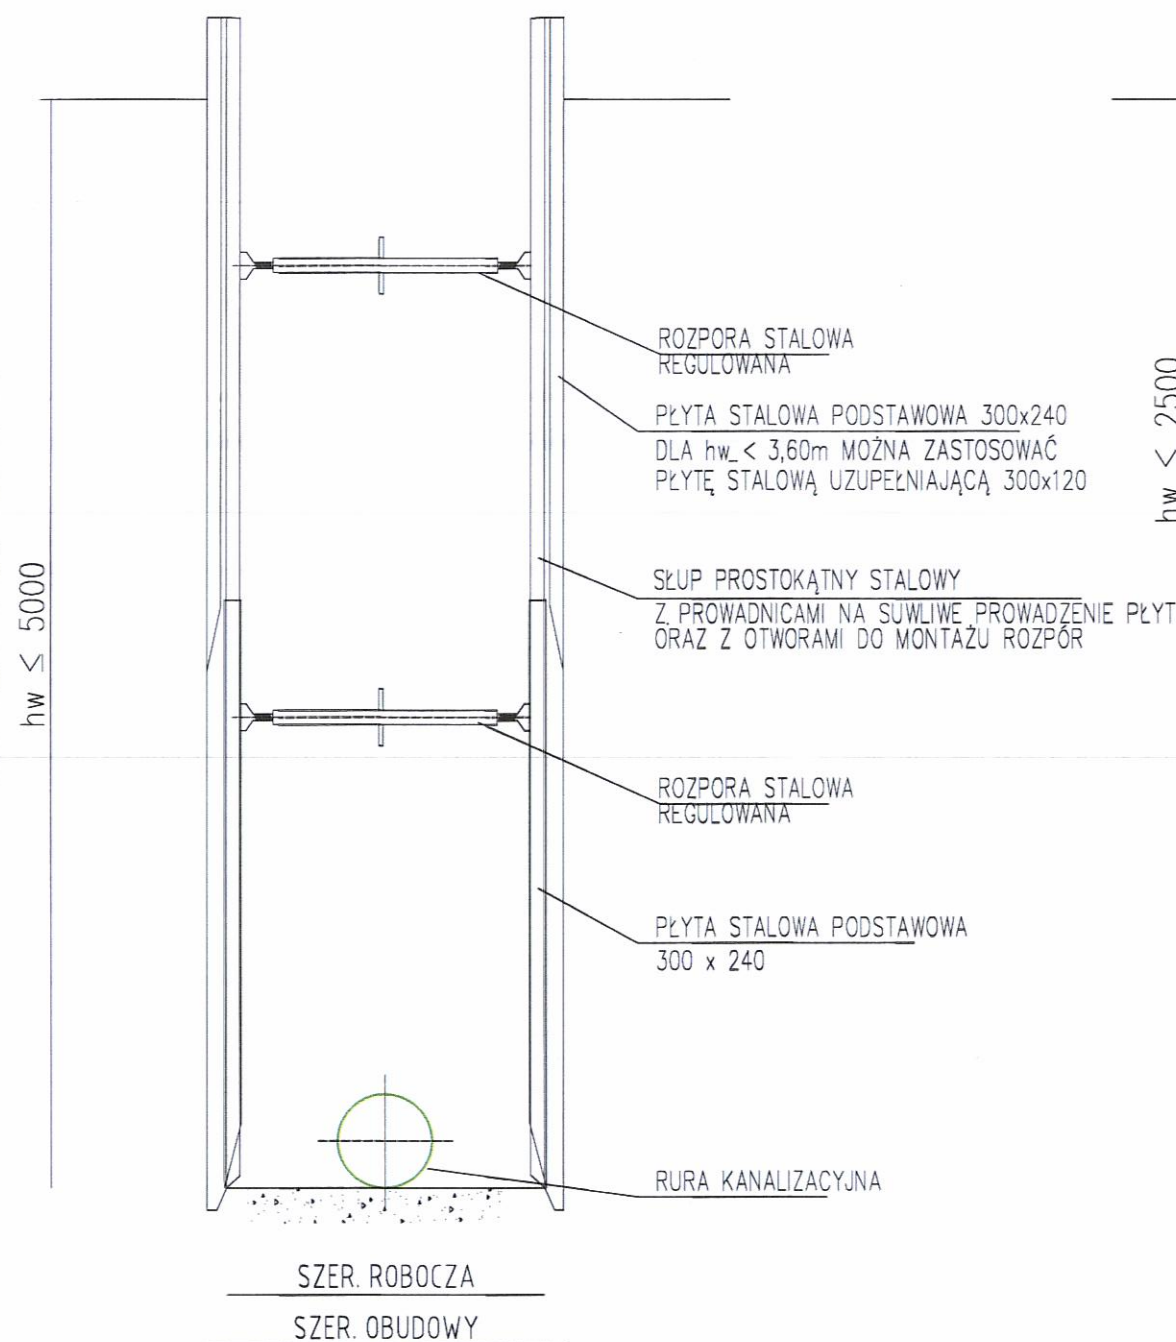 ROZPORA STALOWA
REGULOWANA
PŁYTA STALOWA PODSTAWOWA 300x240
DLA hw_< 3,60m MOŻNA ZASTOSOWAĆ
PŁYTĘ STALOWĄ UZUPEŁNIAJĄCĄ 300x120
hw ≤ 2500
SŁUP PROSTOKĄTNY STALOWY
Z PROWADNICAMI NA SUWLIWE PROWADZENIE PŁYT
ORAZ Z OTWORAMI DO MONTAŻU ROZPÓR
hw ≤ 5000
ROZPORA STALOWA
REGULOWANA
PŁYTA STALOWA PODSTAWOWA
300 x 240
RURA KANALIZACYJNA
SZER. ROBOCZA
SZER. OBUDOWY